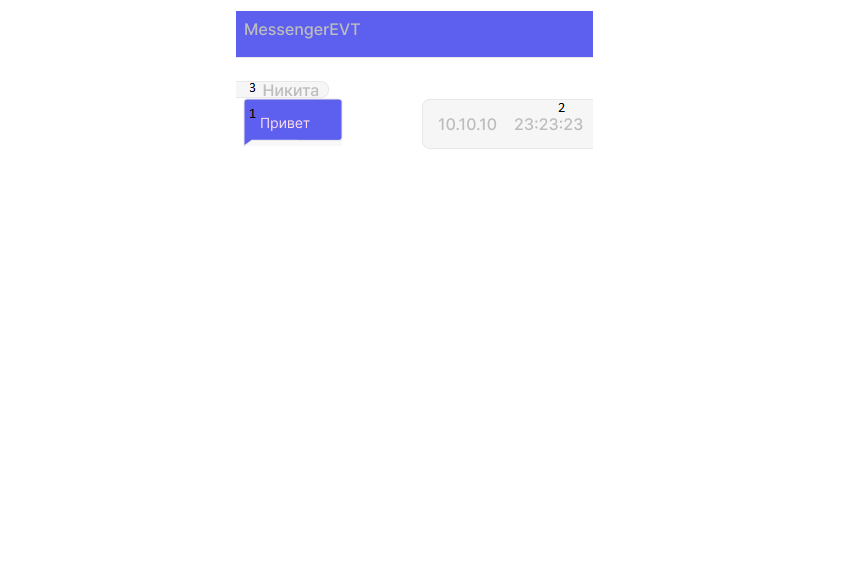 MessengerEVT
3 Никита
1 Привет
2
10.10.10 23:23:23